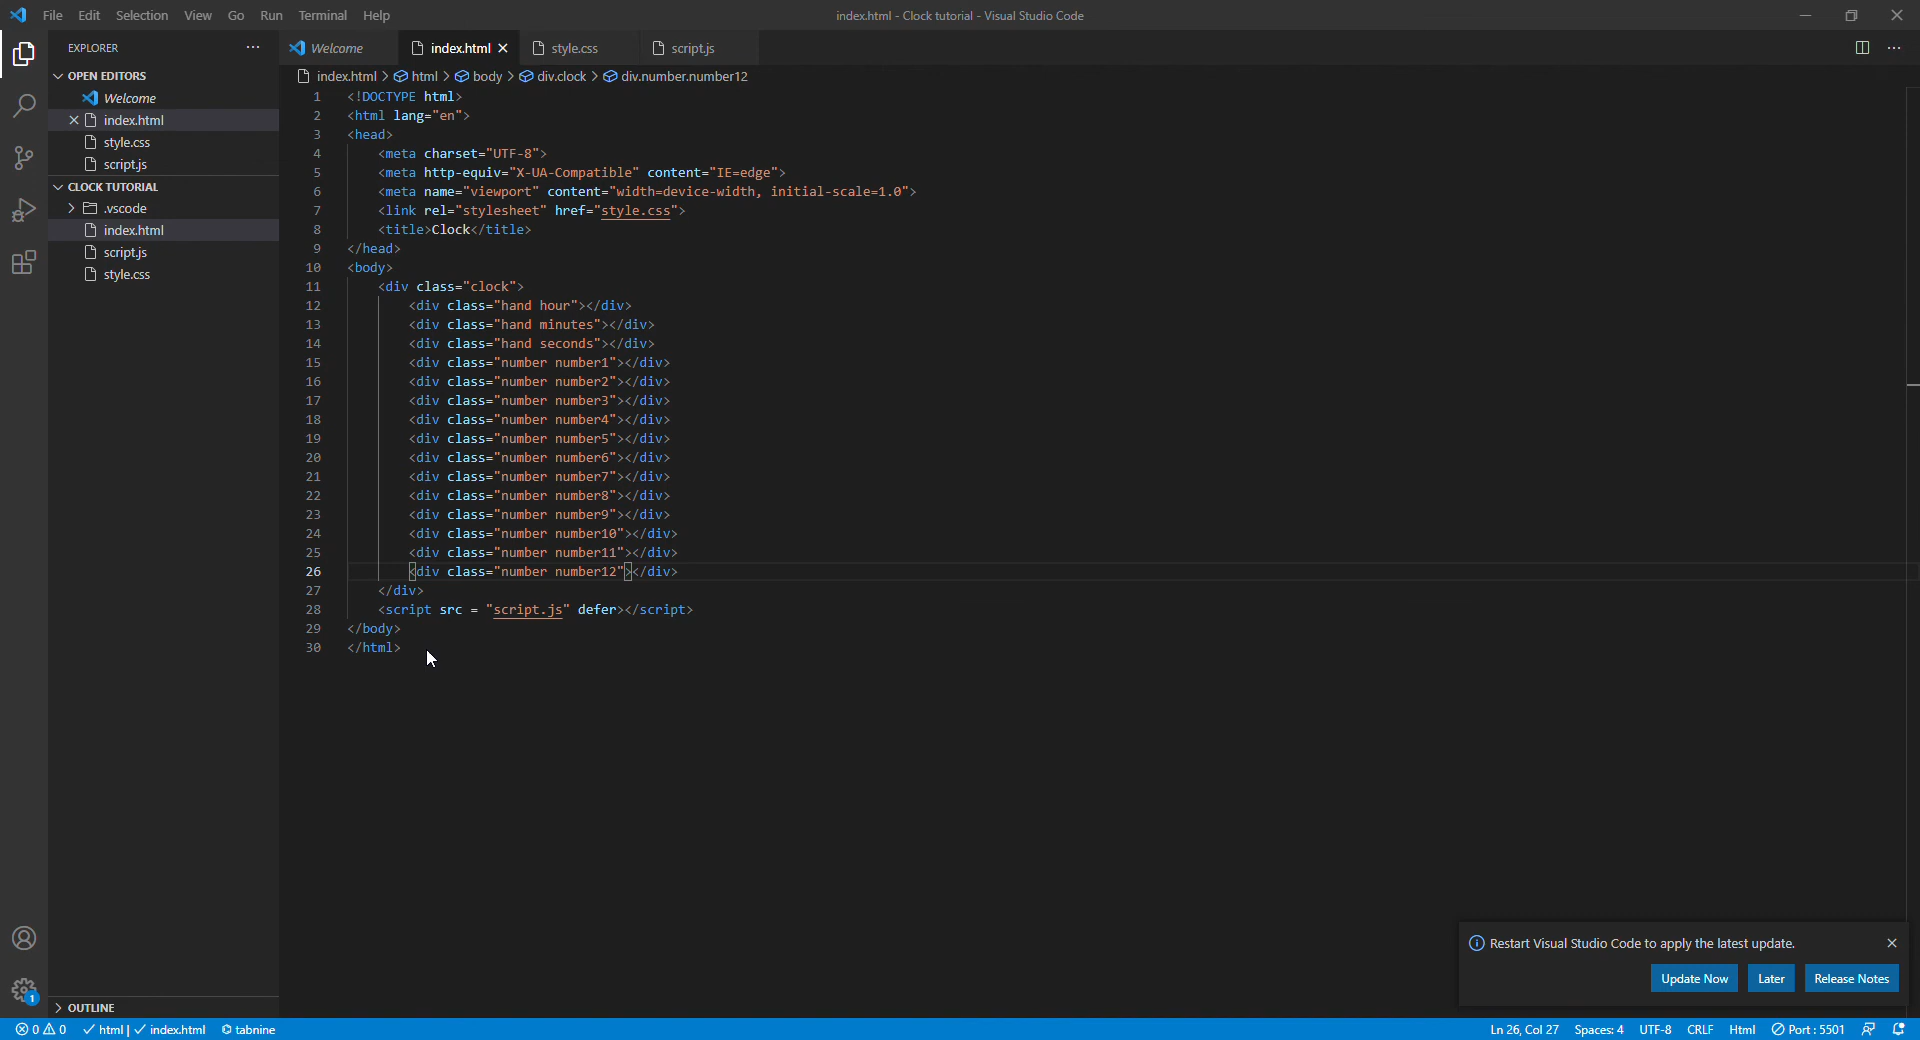 File Edit Selection View Go Run Terminal Help
index.html - Clock tutorial - Visual Studio Code
EXPLORER
Welcome index.html style.css script.js
OPEN EDITORS
Welcome
index.html
style.css
script.js
CLOCK TUTORIAL
.vscode
index.html
script.js
style.css
index.html > html > body > div.clock > div.number.number12
1 <!DOCTYPE html>
2 <html lang="en">
3 <head>
4 <meta charset="UTF-8">
5 <meta http-equiv="X-UA-Compatible" content="IE=edge">
6 <meta name="viewport" content="width=device-width, initial-scale=1.0">
7 <link rel="stylesheet" href="style.css">
8 <title>Clock</title>
9 </head>
10 <body>
11 <div class="clock">
12 <div class="hand hour"></div>
13 <div class="hand minutes"></div>
14 <div class="hand seconds"></div>
15 <div class="number number1"></div>
16 <div class="number number2"></div>
17 <div class="number number3"></div>
18 <div class="number number4"></div>
19 <div class="number number5"></div>
20 <div class="number number6"></div>
21 <div class="number number7"></div>
22 <div class="number number8"></div>
23 <div class="number number9"></div>
24 <div class="number number10"></div>
25 <div class="number number11"></div>
26 <div class="number number12"></div>
27 </div>
28 <script src = "script.js" defer></script>
29 </body>
30 </html>
Restart Visual Studio Code to apply the latest update.
Update Now Later Release Notes
1
OUTLINE
0 0 html | index.html tabnine
Ln 26, Col 27 Spaces: 4 UTF-8 CRLF Html Port : 5501